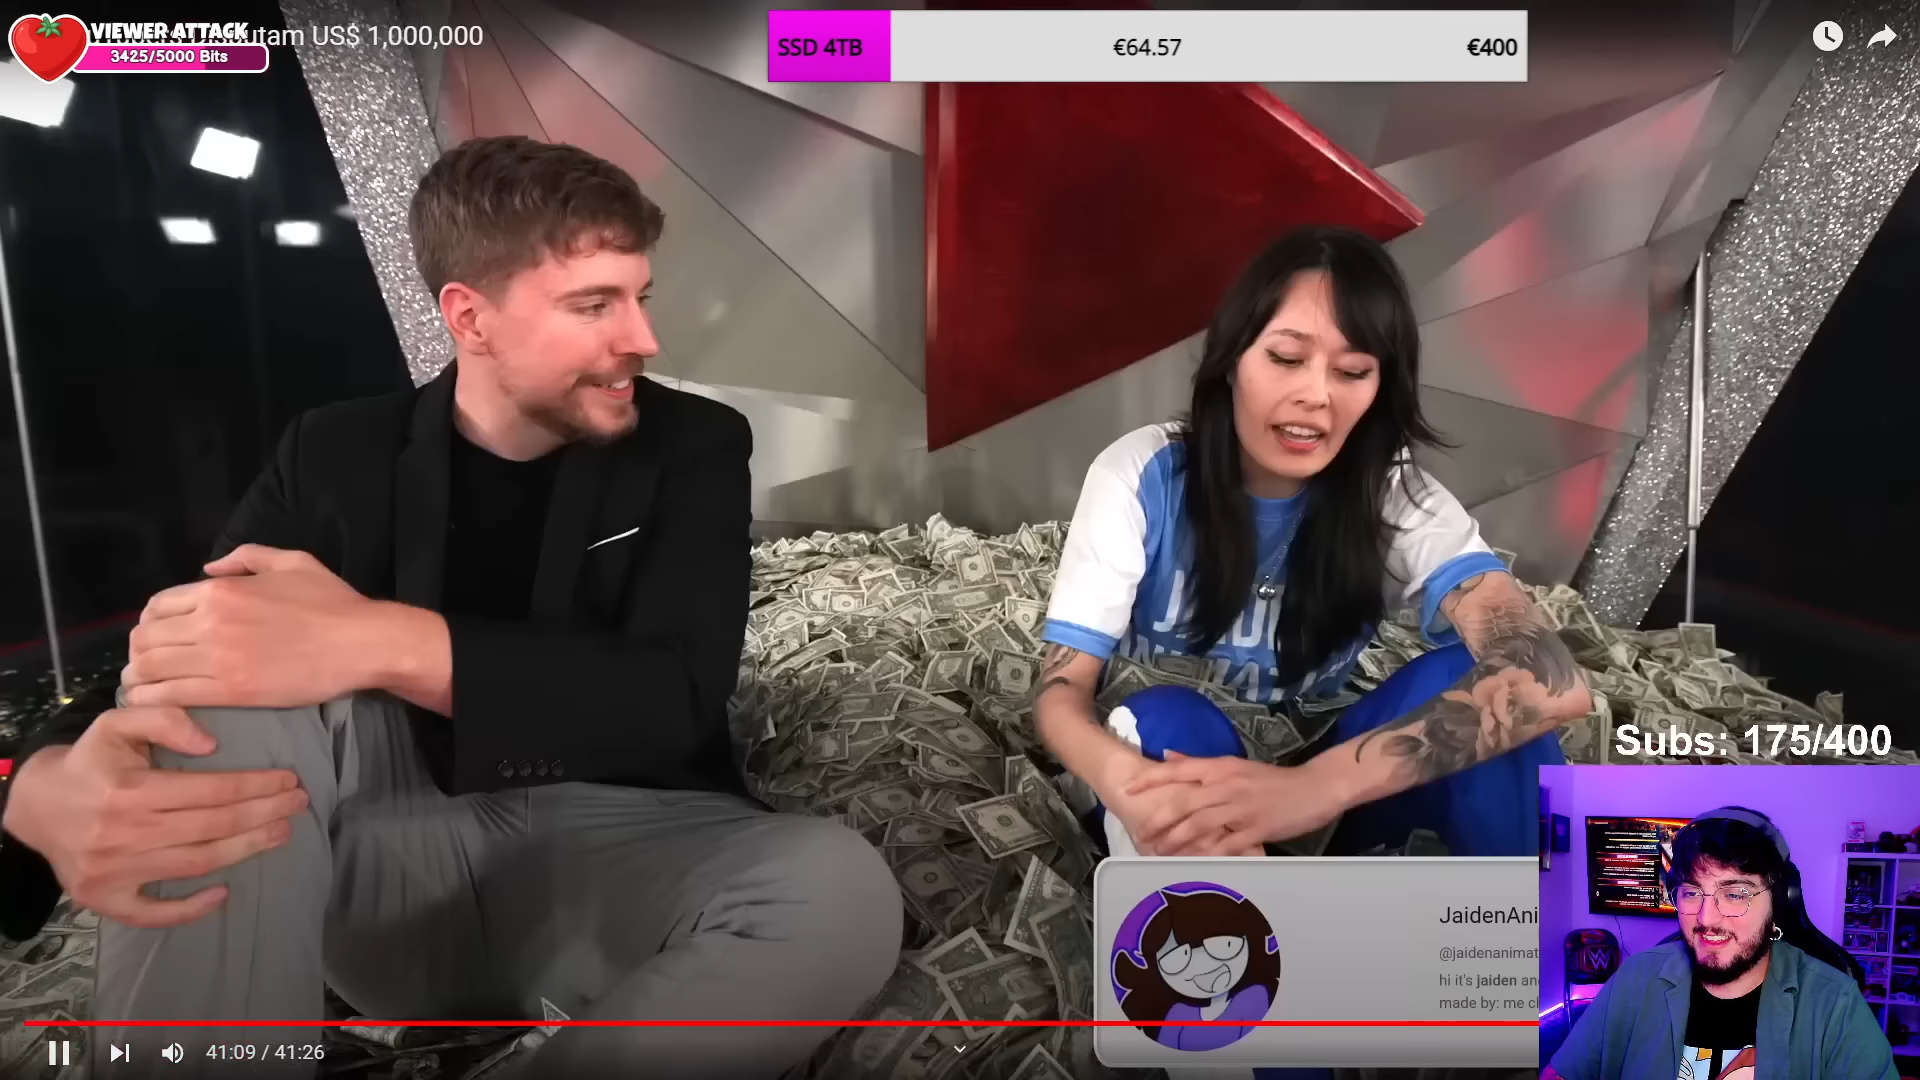 VIEWER ATTACK
3425/5000 Bits
utam US$ 1,000,000
SSD 4TB
€64.57
€400
Subs: 175/400
JaidenAni
@jaidenanimat
hi it's jaiden an
made by: me c
41:09 / 41:26